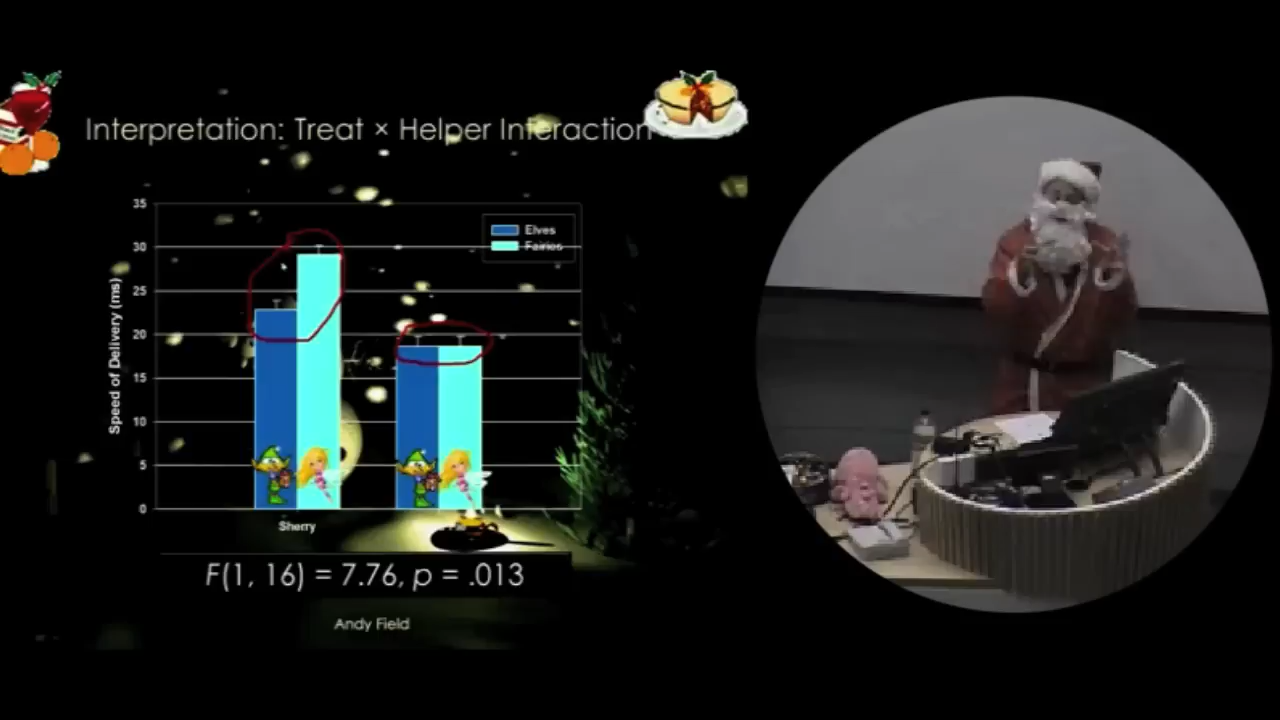 Interpretation: Treat × Helper Interaction
35
30
25
20
15
10
5
0
Speed of Delivery (ms)
Elves
Fairies
Sherry
F(1, 16) = 7.76, p = .013
Andy Field